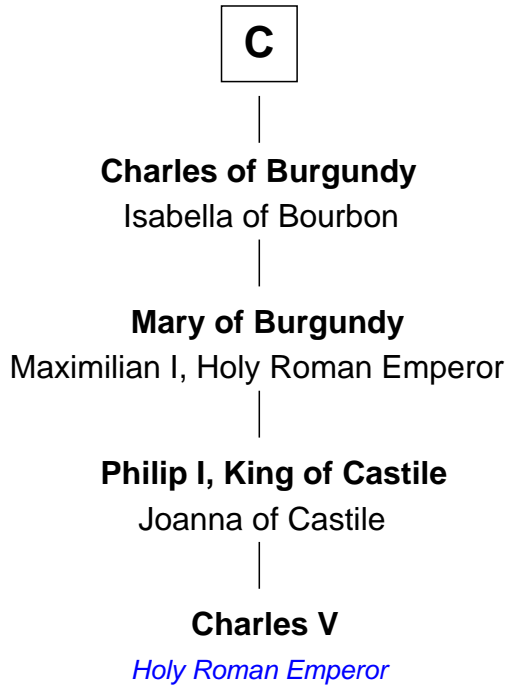 C
Charles of Burgundy
Isabella of Bourbon
Mary of Burgundy
Maximilian I, Holy Roman Emperor
Philip I, King of Castile
Joanna of Castile
Charles V
Holy Roman Emperor